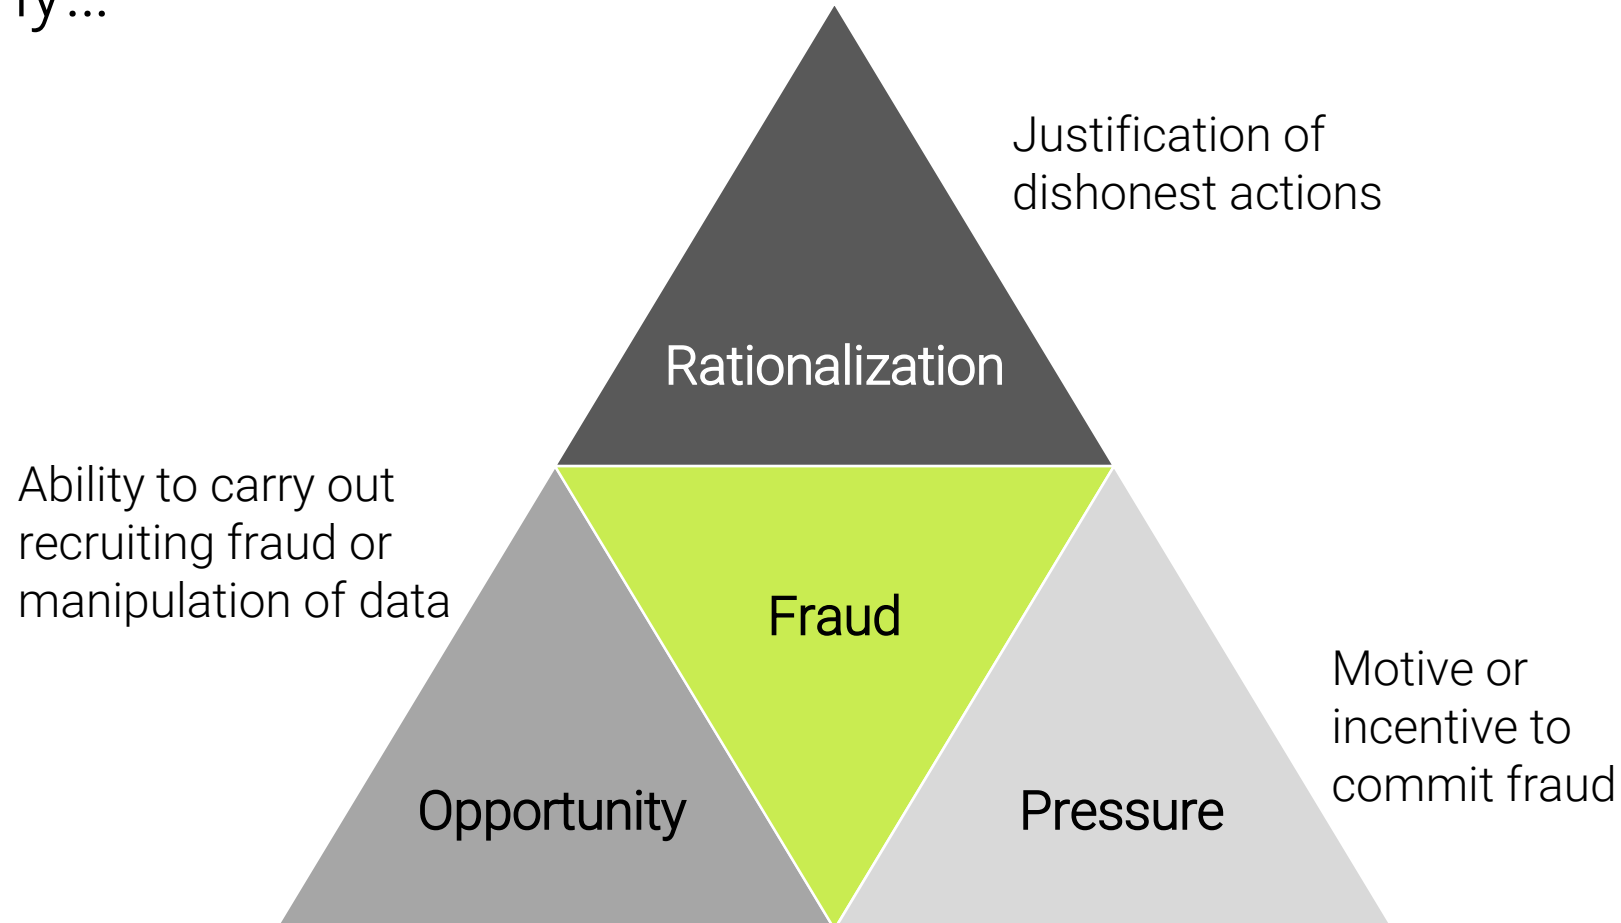 Justification of
dishonest actions
Rationalization
Ability to carry out
recruiting fraud or
manipulation of data
Fraud
Motive or
incentive to
commit fraud
Opportunity
Pressure